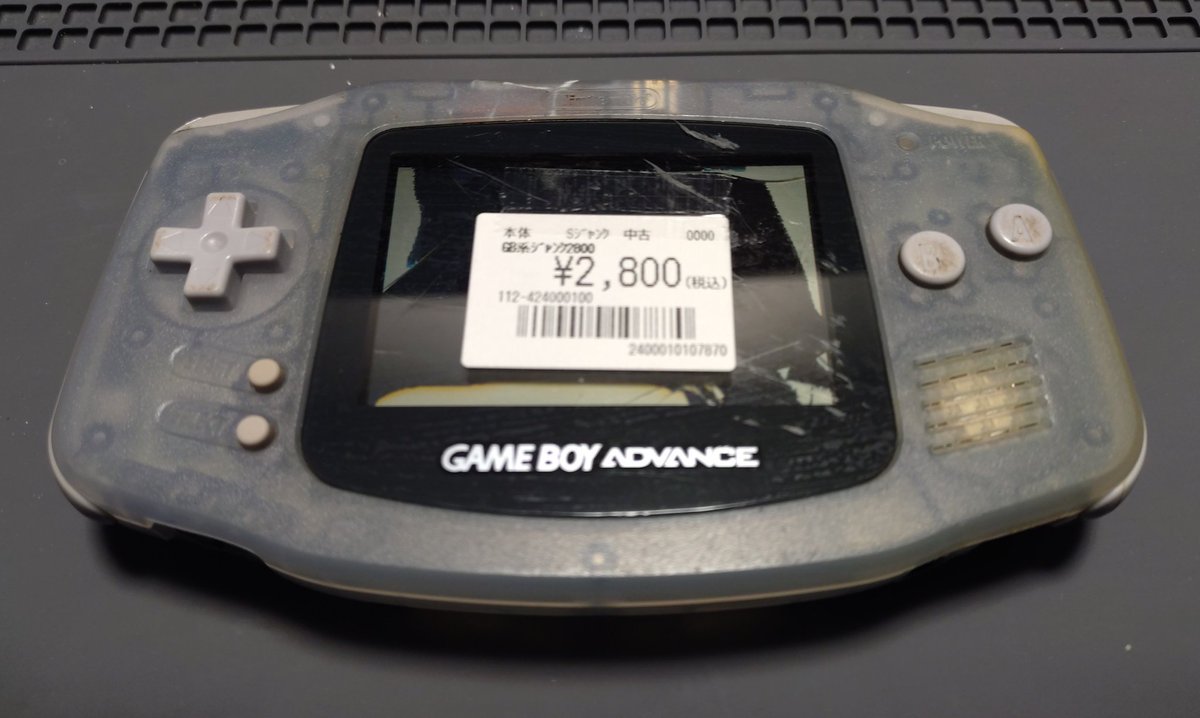 POWER
本体 Sｼﾞｬﾝｸ 中古 0000
GB系ｼﾞｬﾝｸ2800
¥2,800(税込)
112-424000100
2400010107870
B
A
GAME BOY ADVANCE